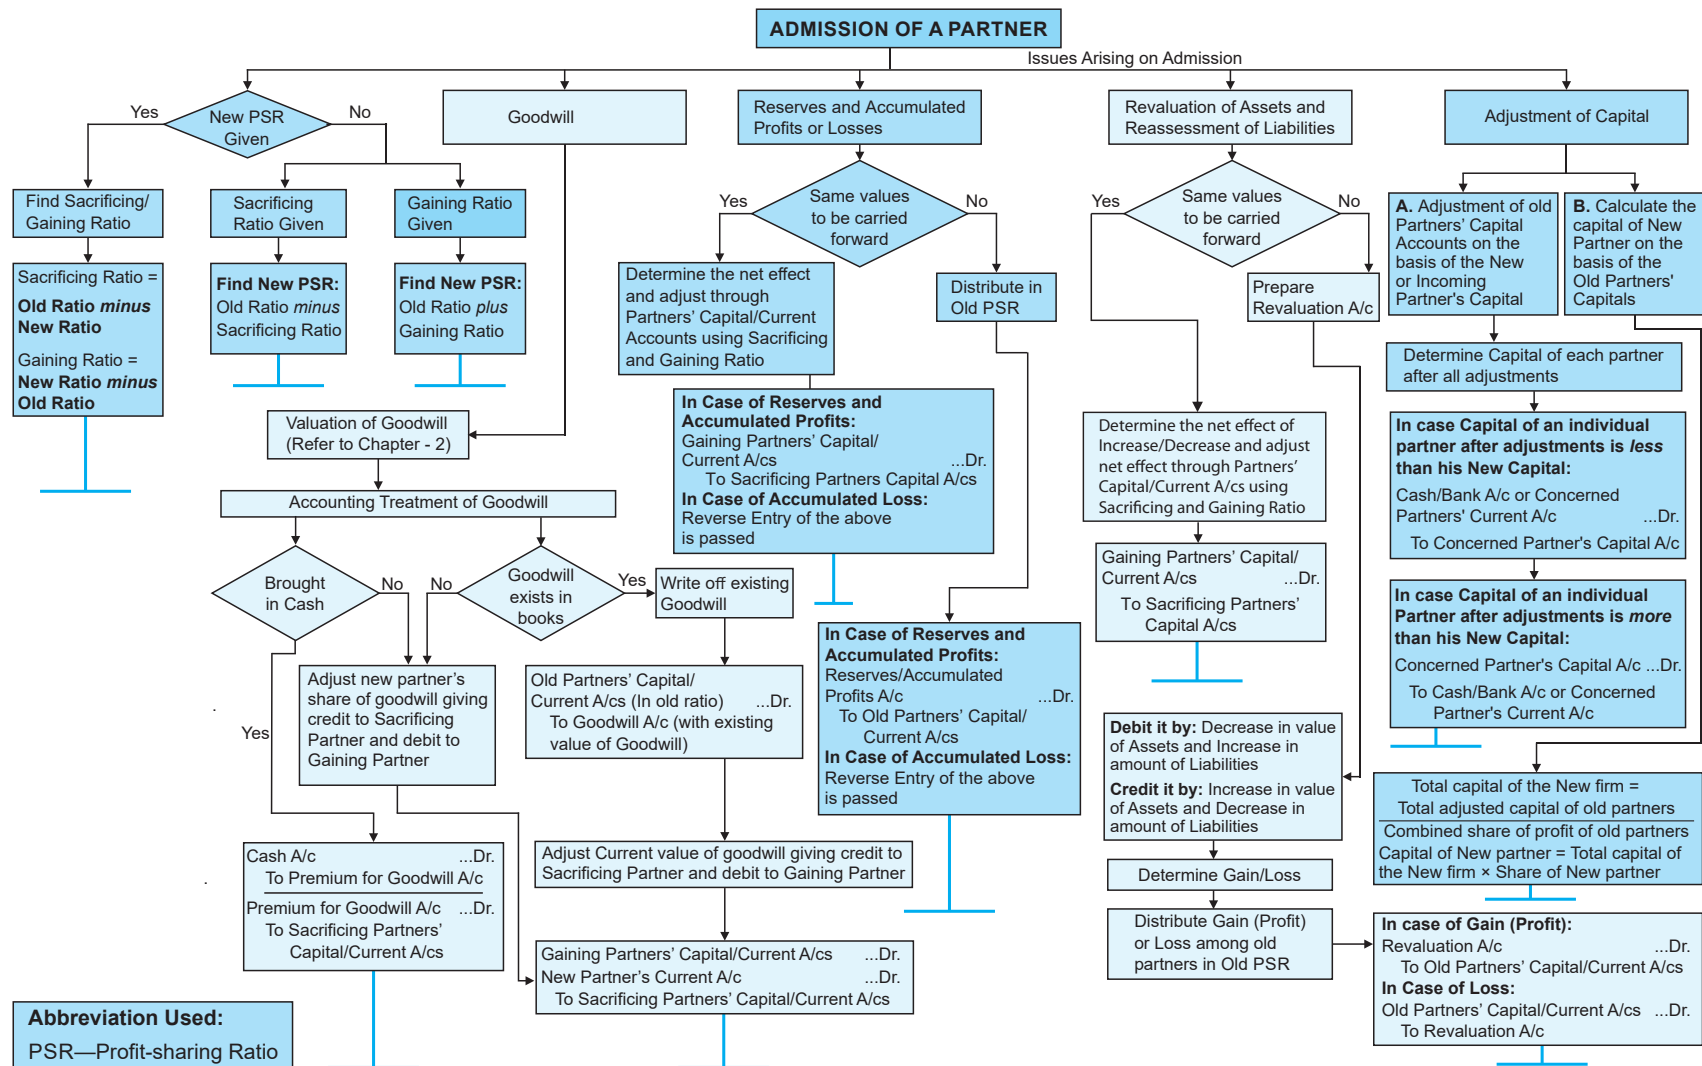 ADMISSION OF A PARTNER
Issues Arising on Admission
Yes
New PSR
Given
No
Find Sacrificing/
Gaining Ratio
Sacrificing Ratio =
Old Ratio minus
New Ratio
Gaining Ratio =
New Ratio minus
Old Ratio
Sacrificing
Ratio Given
Find New PSR:
Old Ratio minus
Sacrificing Ratio
Gaining Ratio
Given
Find New PSR:
Old Ratio plus
Gaining Ratio
Goodwill
Valuation of Goodwill
(Refer to Chapter - 2)
Accounting Treatment of Goodwill
Brought
in Cash
No
No
Goodwill
exists in
books
Yes
Write off existing
Goodwill
Yes
Adjust new partner’s
share of goodwill giving
credit to Sacrificing
Partner and debit to
Gaining Partner
Old Partners’ Capital/
Current A/cs (In old ratio) ...Dr.
To Goodwill A/c (with existing
value of Goodwill)
Cash A/c ...Dr.
To Premium for Goodwill A/c
Premium for Goodwill A/c ...Dr.
To Sacrificing Partners’
Capital/Current A/cs
Adjust Current value of goodwill giving credit to
Sacrificing Partner and debit to Gaining Partner
Gaining Partners’ Capital/Current A/cs ...Dr.
New Partner’s Current A/c ...Dr.
To Sacrificing Partners’ Capital/Current A/cs
Reserves and Accumulated
Profits or Losses
Yes
Same values
to be carried
forward
No
Determine the net effect
and adjust through
Partners’ Capital/Current
Accounts using Sacrificing
and Gaining Ratio
Distribute in
Old PSR
In Case of Reserves and
Accumulated Profits:
Gaining Partners’ Capital/
Current A/cs ...Dr.
To Sacrificing Partners Capital A/cs
In Case of Accumulated Loss:
Reverse Entry of the above
is passed
In Case of Reserves and
Accumulated Profits:
Reserves/Accumulated
Profits A/c ...Dr.
To Old Partners’ Capital/
Current A/cs
In Case of Accumulated Loss:
Reverse Entry of the above
is passed
Revaluation of Assets and
Reassessment of Liabilities
Yes
Same values
to be carried
forward
No
Prepare
Revaluation A/c
Determine the net effect of
Increase/Decrease and adjust
net effect through Partners’
Capital/Current A/cs using
Sacrificing and Gaining Ratio
Gaining Partners’ Capital/
Current A/cs ...Dr.
To Sacrificing Partners’
Capital A/cs
Debit it by: Decrease in value
of Assets and Increase in
amount of Liabilities
Credit it by: Increase in value
of Assets and Decrease in
amount of Liabilities
Determine Gain/Loss
Distribute Gain (Profit)
or Loss among old
partners in Old PSR
In case of Gain (Profit):
Revaluation A/c ...Dr.
To Old Partners’ Capital/Current A/cs
In Case of Loss:
Old Partners’ Capital/Current A/cs ...Dr.
To Revaluation A/c
Adjustment of Capital
A. Adjustment of old
Partners’ Capital
Accounts on the
basis of the New
or Incoming
Partner's Capital
B. Calculate the
capital of New
Partner on the
basis of the
Old Partners'
Capitals
Determine Capital of each partner
after all adjustments
In case Capital of an individual
partner after adjustments is less
than his New Capital:
Cash/Bank A/c or Concerned
Partners' Current A/c ...Dr.
To Concerned Partner's Capital A/c
In case Capital of an individual
Partner after adjustments is more
than his New Capital:
Concerned Partner's Capital A/c ...Dr.
To Cash/Bank A/c or Concerned
Partner's Current A/c
Total capital of the New firm =
Total adjusted capital of old partners
Combined share of profit of old partners
Capital of New partner = Total capital of
the New firm × Share of New partner
Abbreviation Used:
PSR—Profit-sharing Ratio